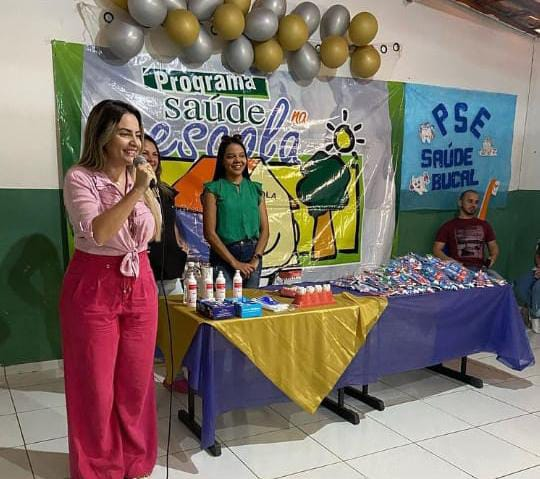 Programa
saúde na
escola
PSE
SAÚDE
BUCAL